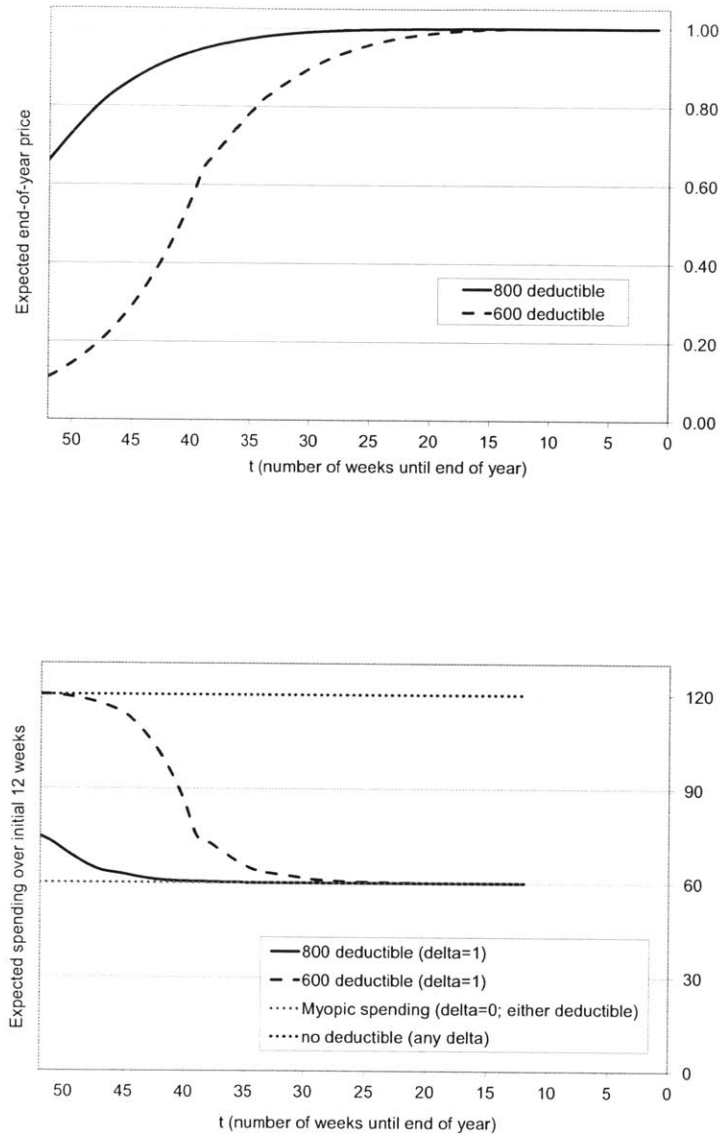 Expected end-of-year price
1.00
0.80
0.60
0.40
0.20
0.00
800 deductible
600 deductible
50 45 40 35 30 25 20 15 10 5 0
t (number of weeks until end of year)
Expected spending over initial 12 weeks
120
90
60
30
0
800 deductible (delta=1)
600 deductible (delta=1)
Myopic spending (delta=0; either deductible)
no deductible (any delta)
50 45 40 35 30 25 20 15 10 5 0
t (number of weeks until end of year)